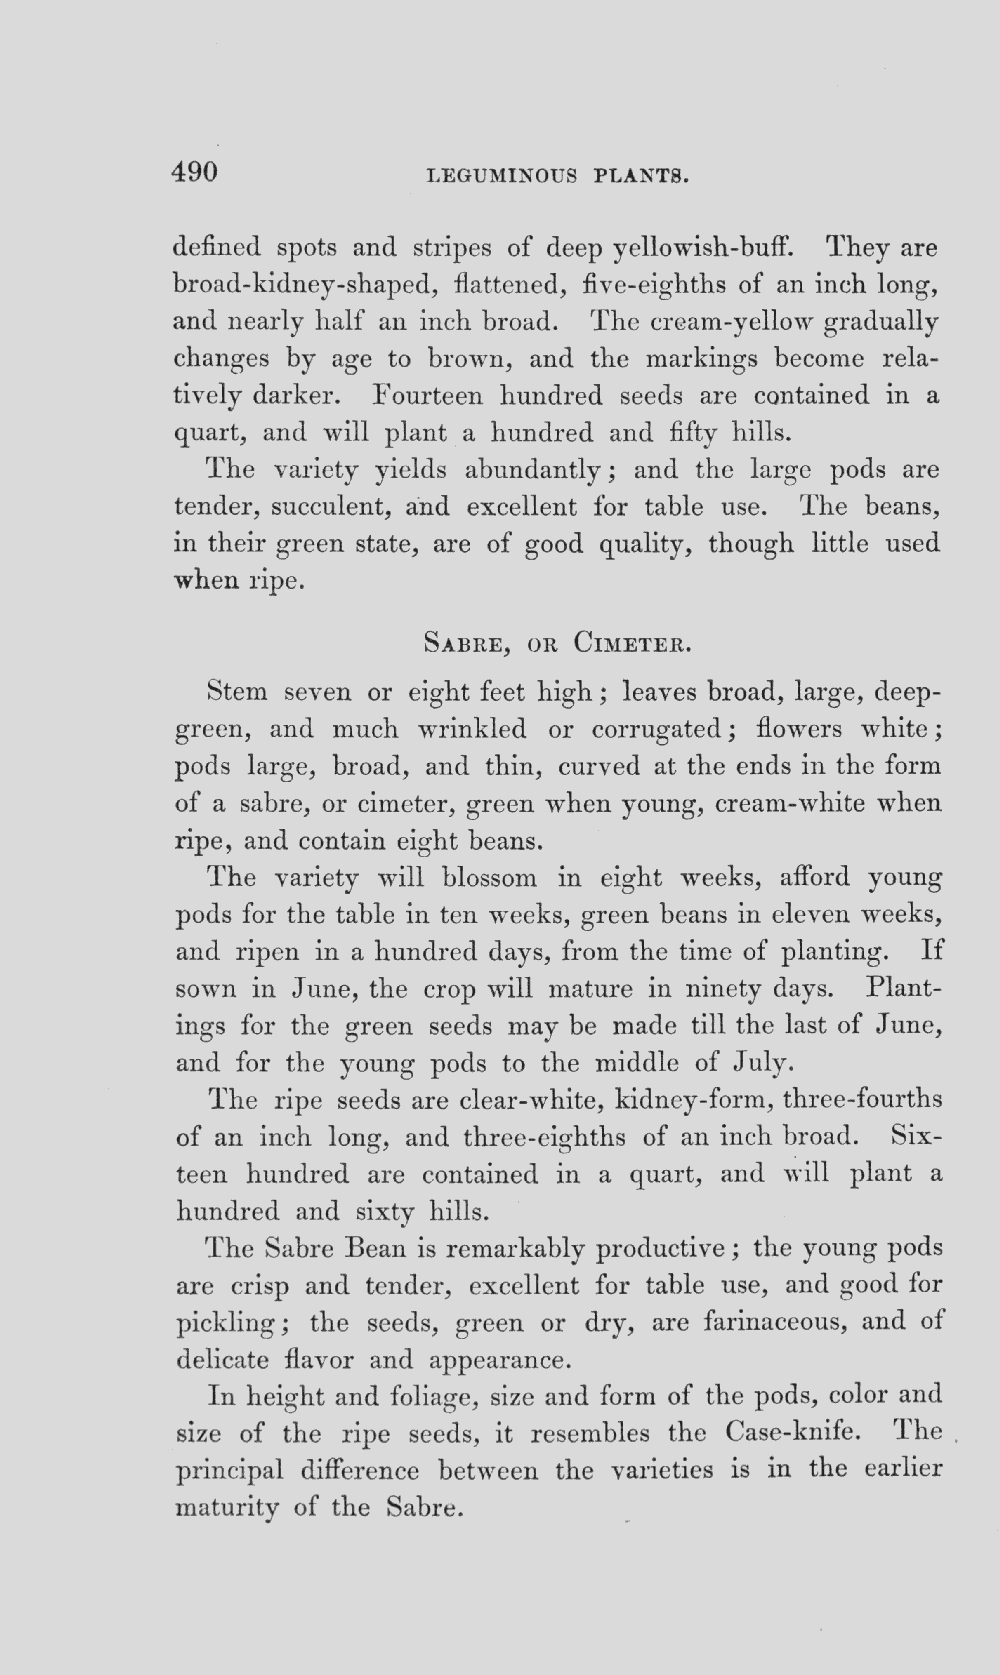 490 LEGUMINOUS PLANTS.
defined spots and stripes of deep yellowish-buff. They are
broad-kidney-shaped, flattened, five-eighths of an inch long,
and nearly half an inch broad. The cream-yellow gradually
changes by age to brown, and the markings become rela-
tively darker. Fourteen hundred seeds are contained in a
quart, and will plant a hundred and fifty hills.
The variety yields abundantly; and the large pods are
tender, succulent, and excellent for table use. The beans,
in their green state, are of good quality, though little used
when ripe.
SABRE, OR CIMETER.
Stem seven or eight feet high; leaves broad, large, deep-
green, and much wrinkled or corrugated; flowers white;
pods large, broad, and thin, curved at the ends in the form
of a sabre, or cimeter, green when young, cream-white when
ripe, and contain eight beans.
The variety will blossom in eight weeks, afford young
pods for the table in ten weeks, green beans in eleven weeks,
and ripen in a hundred days, from the time of planting. If
sown in June, the crop will mature in ninety days. Plant-
ings for the green seeds may be made till the last of June,
and for the young pods to the middle of July.
The ripe seeds are clear-white, kidney-form, three-fourths
of an inch long, and three-eighths of an inch broad. Six-
teen hundred are contained in a quart, and will plant a
hundred and sixty hills.
The Sabre Bean is remarkably productive; the young pods
are crisp and tender, excellent for table use, and good for
pickling; the seeds, green or dry, are farinaceous, and of
delicate flavor and appearance.
In height and foliage, size and form of the pods, color and
size of the ripe seeds, it resembles the Case-knife. The
principal difference between the varieties is in the earlier
maturity of the Sabre.